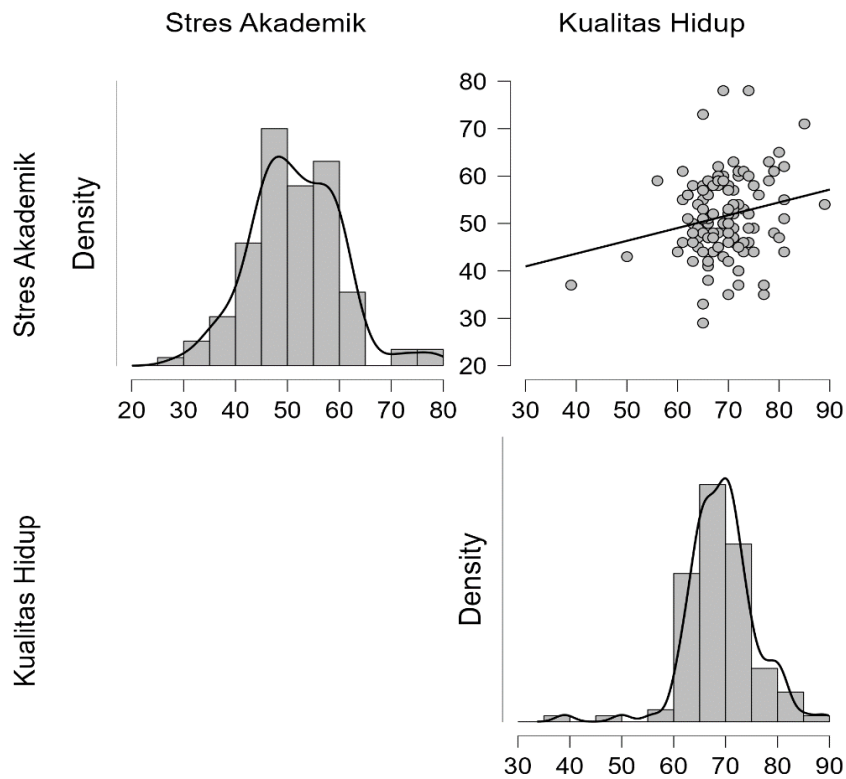 Stres Akademik
Kualitas Hidup
Stres Akademik
Density
20 30 40 50 60 70 80
80
70
60
50
40
30
20
30 40 50 60 70 80 90
Kualitas Hidup
Density
30 40 50 60 70 80 90